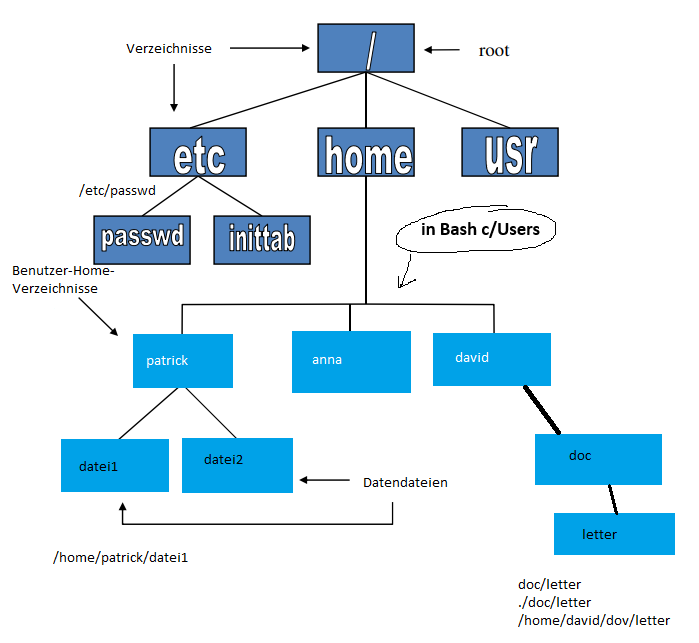 Verzeichnisse
/
root
etc
home
usr
/etc/passwd
passwd
inittab
in Bash c/Users
Benutzer-Home-
Verzeichnisse
patrick
anna
david
datei1
datei2
doc
Datendateien
letter
/home/patrick/datei1
doc/letter
./doc/letter
/home/david/dov/letter